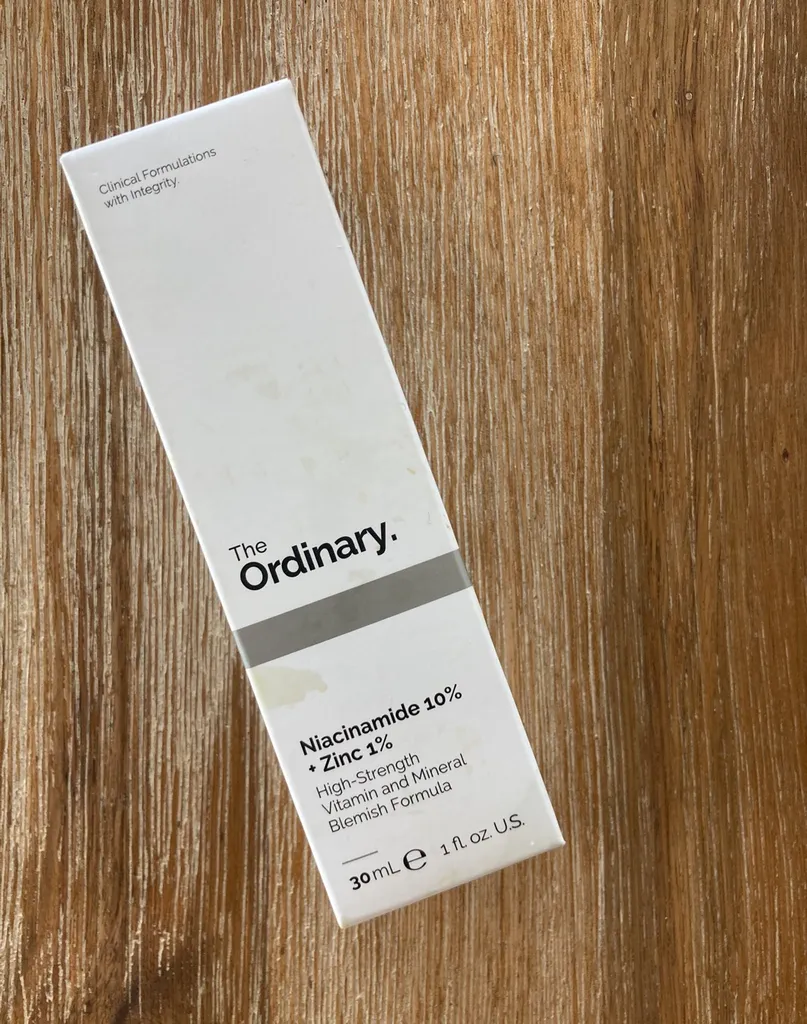 Clinical Formulations
with Integrity.
The
Ordinary.
Niacinamide 10%
+ Zinc 1%
High-Strength
Vitamin and Mineral
Blemish Formula
30 mL ℮ 1 fl. oz. U.S.